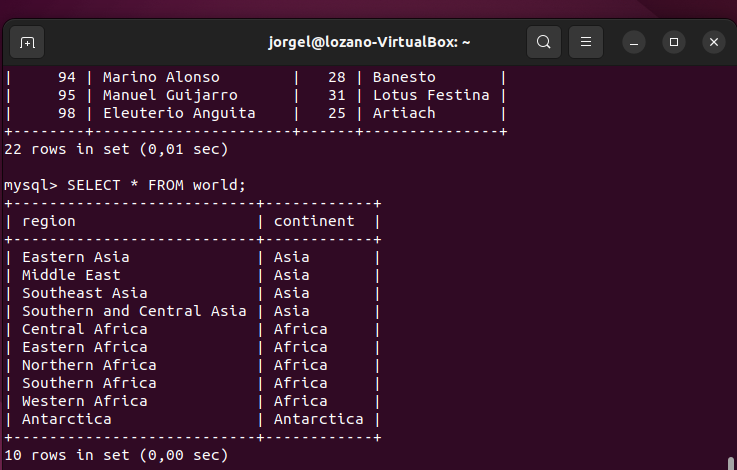 jorgel@lozano-VirtualBox: ~
|     94 | Marino Alonso        |   28 | Banesto       |
|     95 | Manuel Guijarro      |   31 | Lotus Festina |
|     98 | Eleuterio Anguita    |   25 | Artiach       |
+--------+----------------------+------+---------------+
22 rows in set (0,01 sec)
mysql> SELECT * FROM world;
+---------------------------+------------+
| region                    | continent  |
+---------------------------+------------+
| Eastern Asia              | Asia       |
| Middle East               | Asia       |
| Southeast Asia            | Asia       |
| Southern and Central Asia | Asia       |
| Central Africa            | Africa     |
| Eastern Africa            | Africa     |
| Northern Africa           | Africa     |
| Southern Africa           | Africa     |
| Western Africa            | Africa     |
| Antarctica                | Antarctica |
+---------------------------+------------+
10 rows in set (0,00 sec)